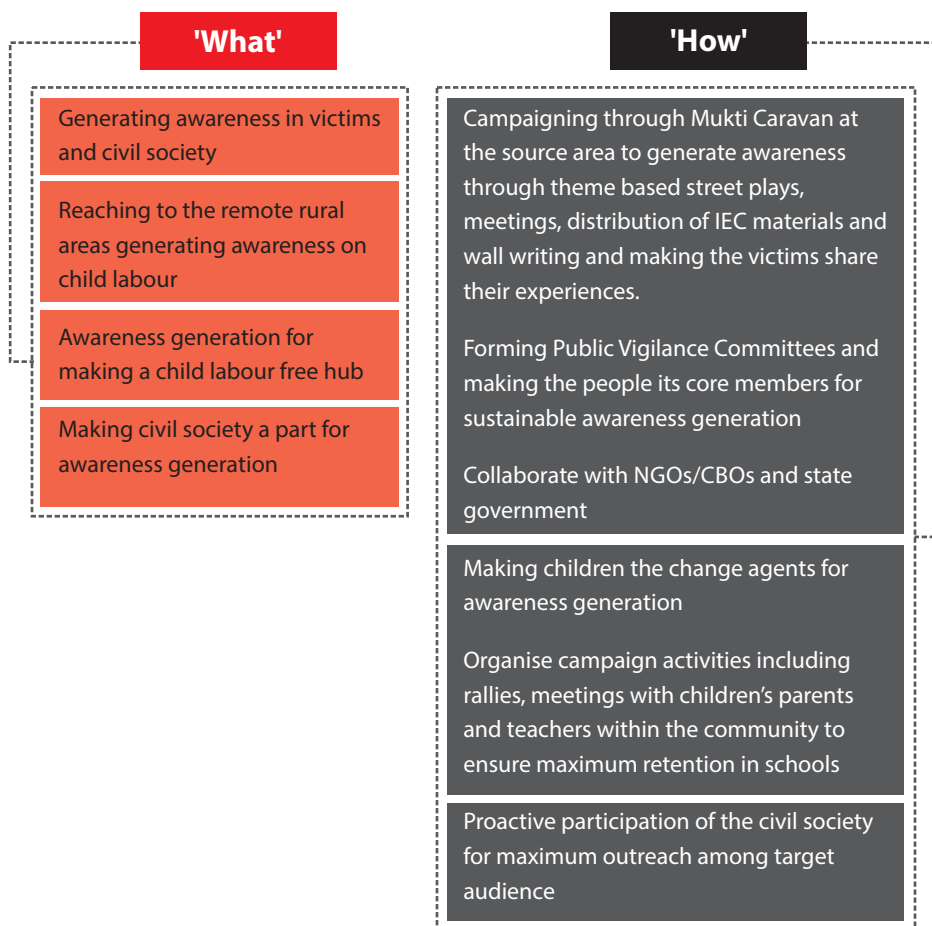 'What'
Generating awareness in victims
and civil society
Reaching to the remote rural
areas generating awareness on
child labour
Awareness generation for
making a child labour free hub
Making civil society a part for
awareness generation
'How'
Campaigning through Mukti Caravan at
the source area to generate awareness
through theme based street plays,
meetings, distribution of IEC materials and
wall writing and making the victims share
their experiences.
Forming Public Vigilance Committees and
making the people its core members for
sustainable awareness generation
Collaborate with NGOs/CBOs and state
government
Making children the change agents for
awareness generation
Organise campaign activities including
rallies, meetings with children’s parents
and teachers within the community to
ensure maximum retention in schools
Proactive participation of the civil society
for maximum outreach among target
audience